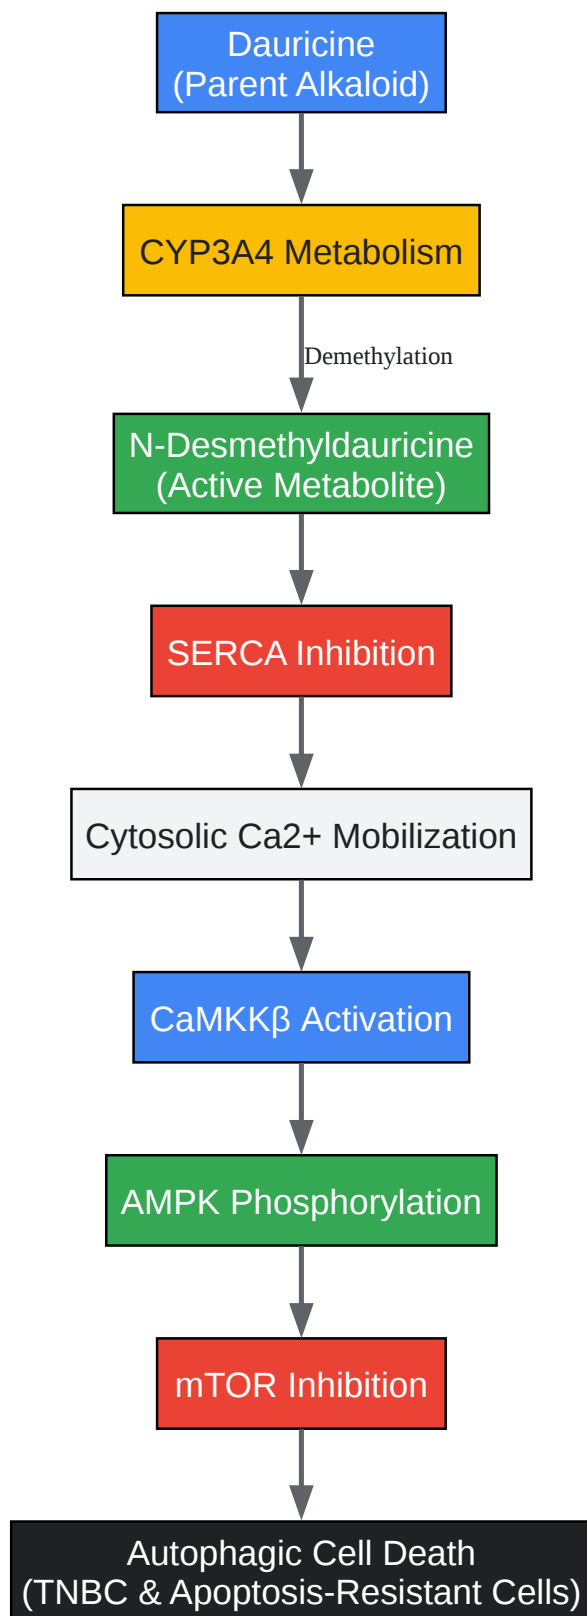 Dauricine
(Parent Alkaloid)
CYP3A4 Metabolism
Demethylation
N-Desmethyldauricine
(Active Metabolite)
SERCA Inhibition
Cytosolic Ca2+ Mobilization
CaMKKβ Activation
AMPK Phosphorylation
mTOR Inhibition
Autophagic Cell Death
(TNBC & Apoptosis-Resistant Cells)